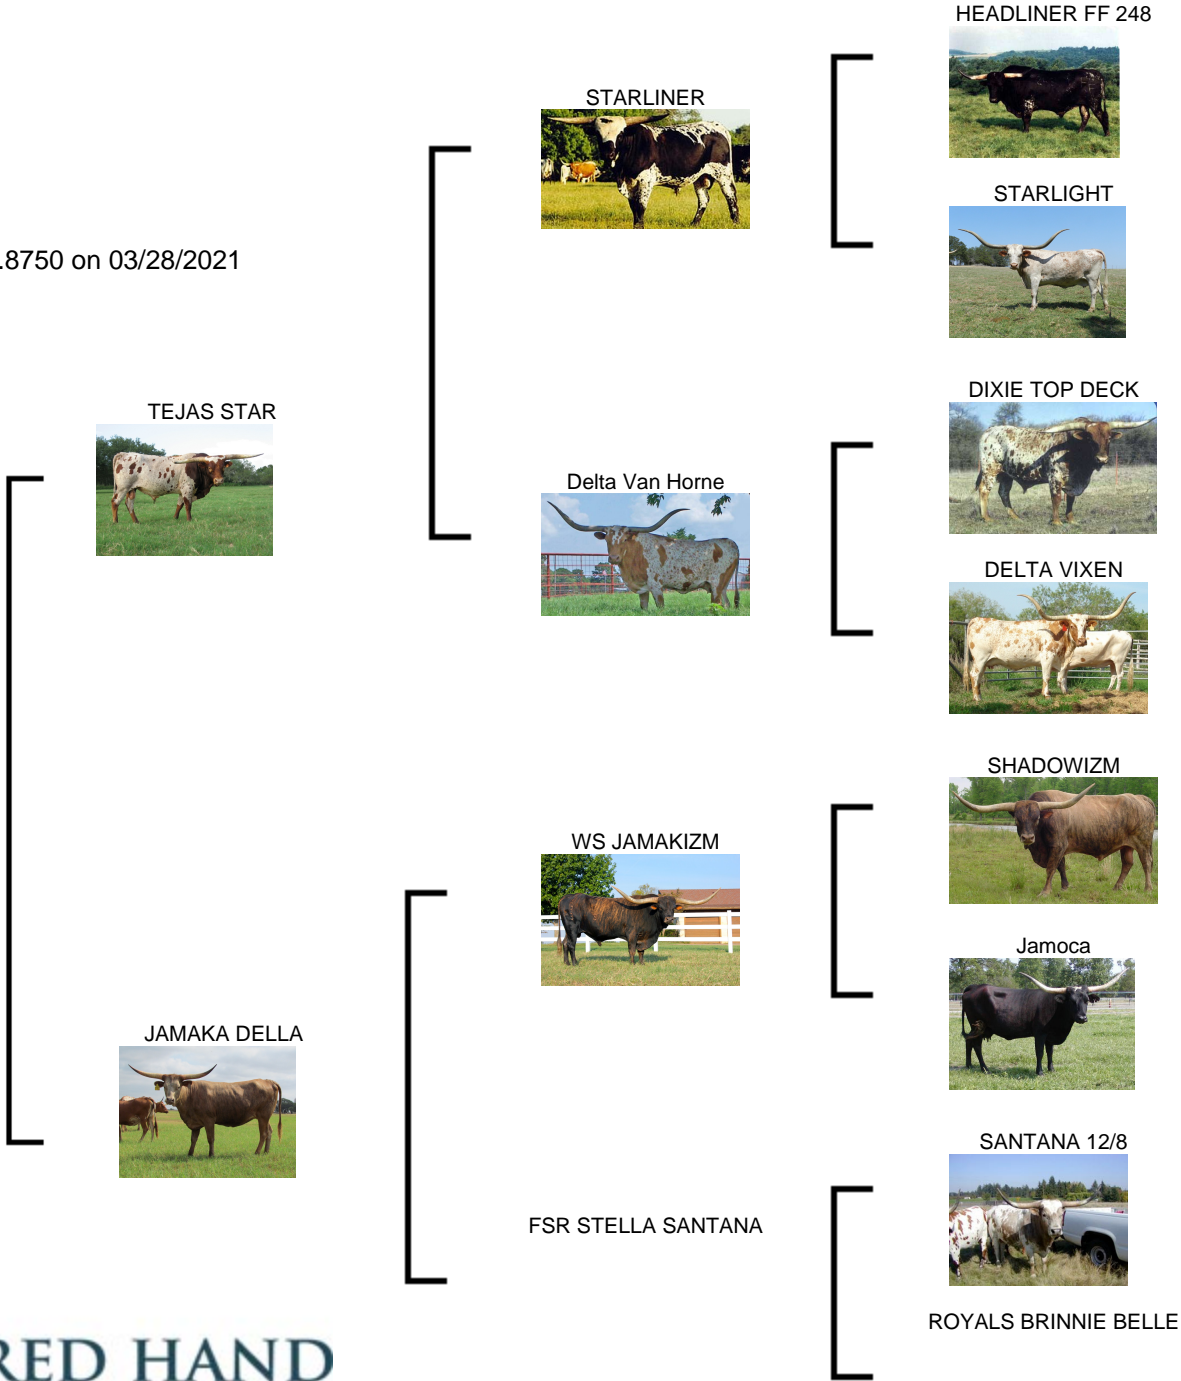 HEADLINER FF 248
STARLINER
STARLIGHT
.8750 on 03/28/2021
DIXIE TOP DECK
TEJAS STAR
Delta Van Horne
DELTA VIXEN
SHADOWIZM
WS JAMAKIZM
Jamoca
JAMAKA DELLA
SANTANA 12/8
FSR STELLA SANTANA
ROYALS BRINNIE BELLE
RED HAND